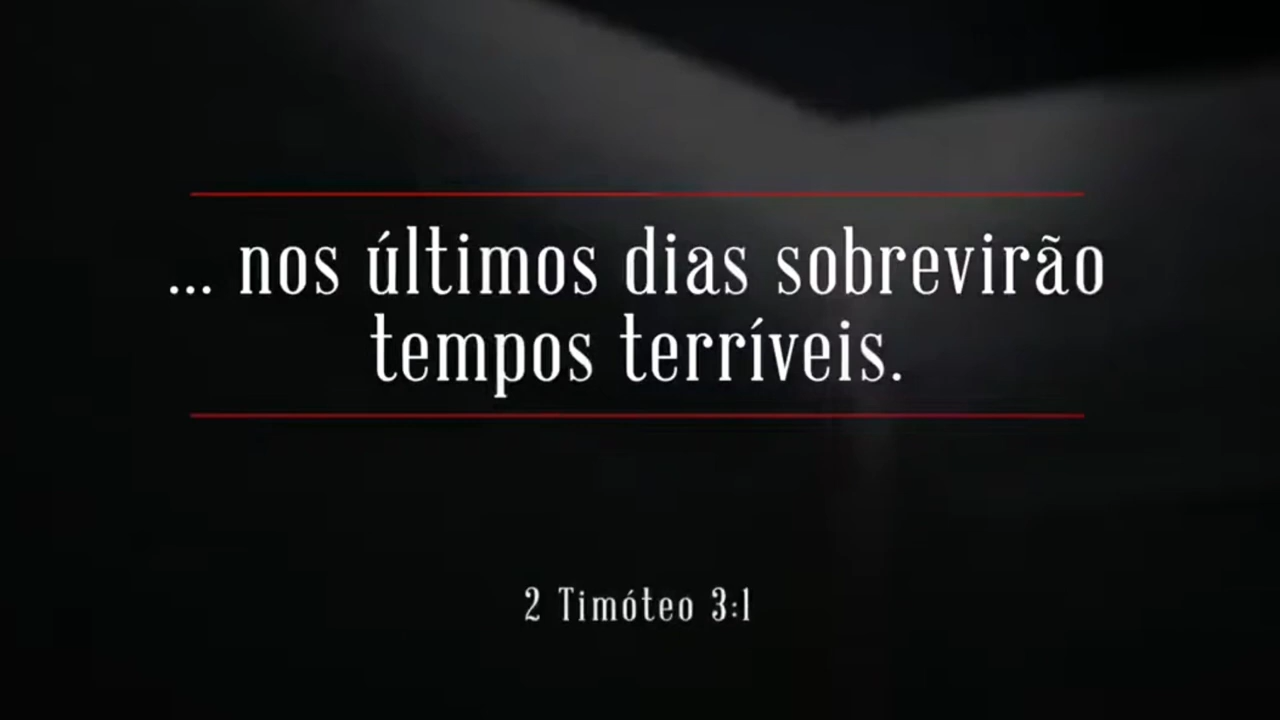 ... nos últimos dias sobrevirão
tempos terríveis.
2 Timóteo 3:1